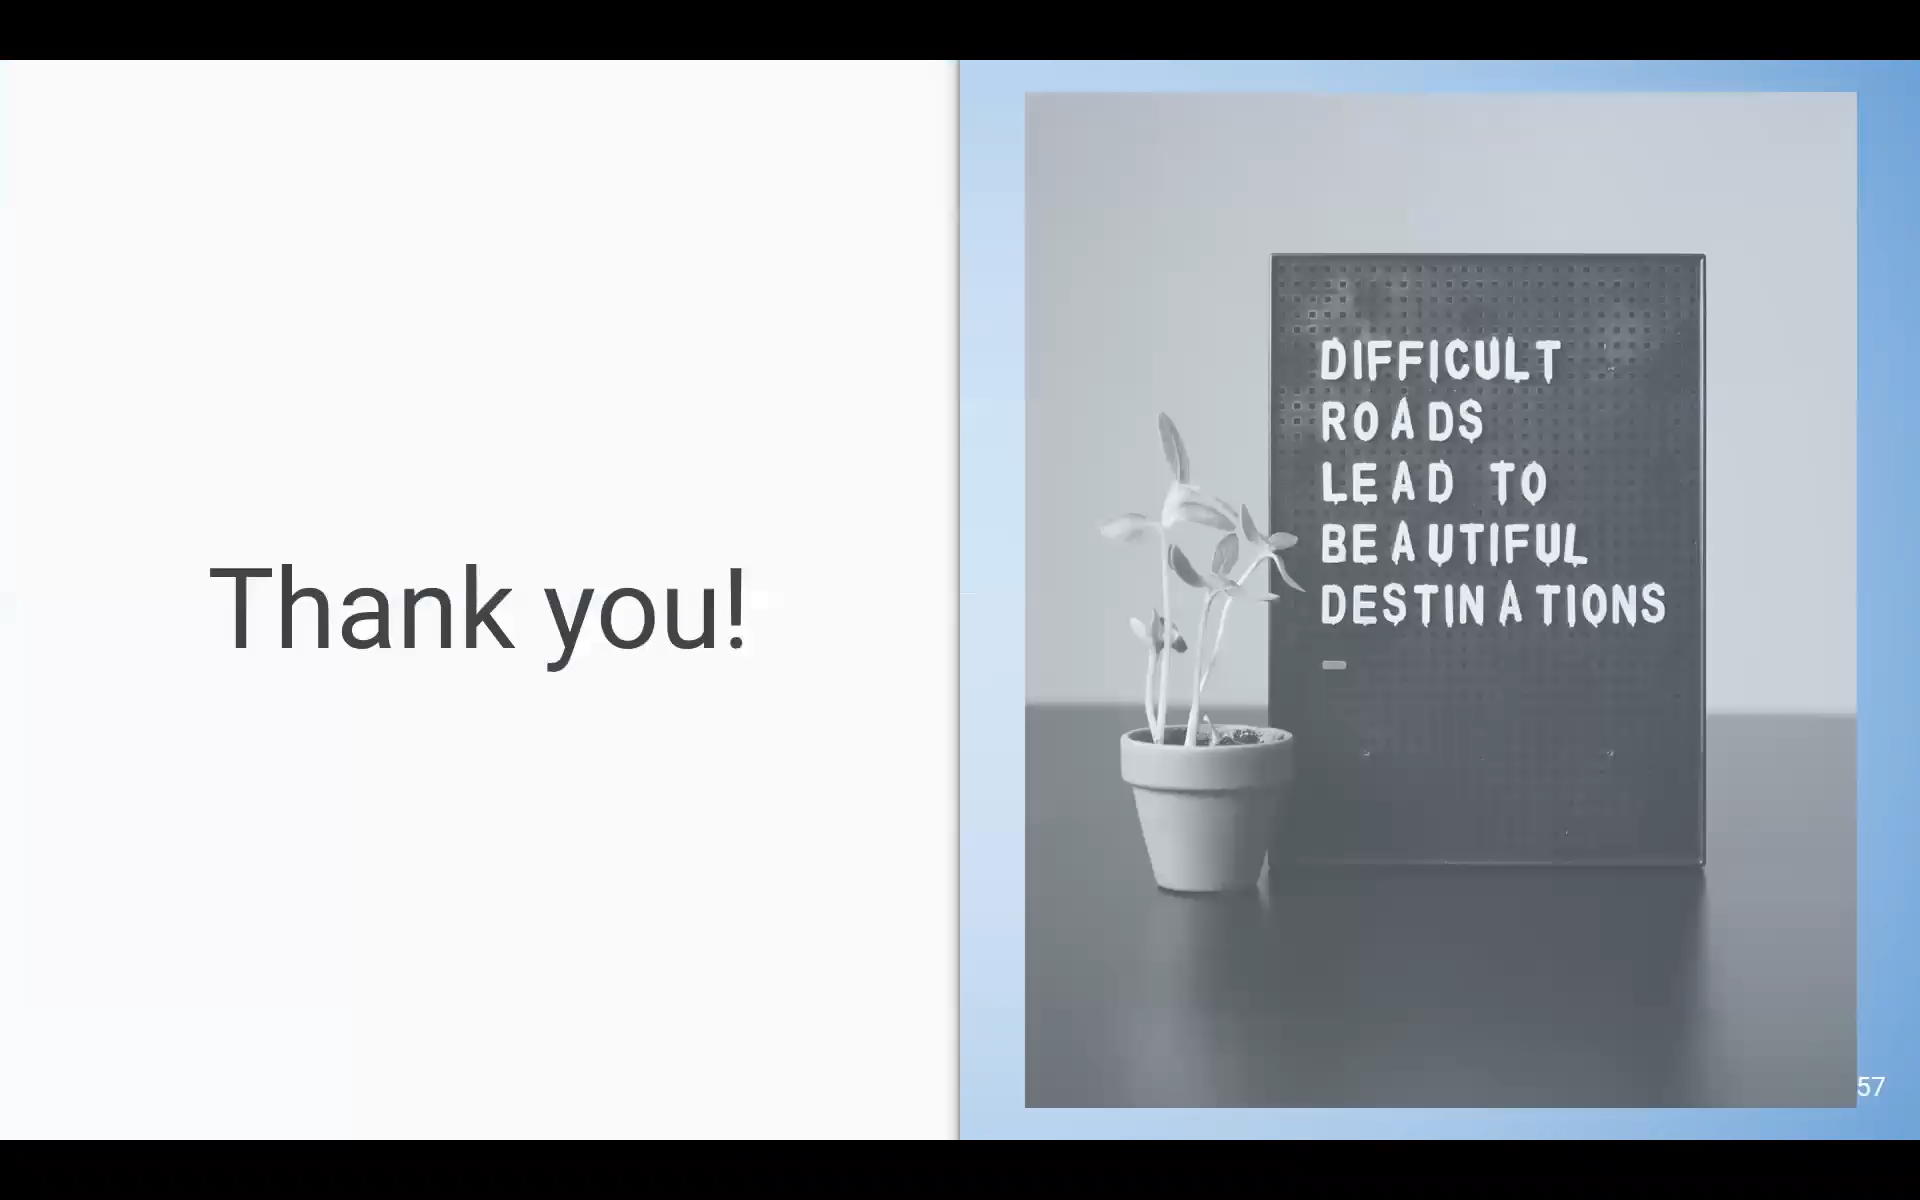 Thank you!
DIFFICULT
ROADS
LEAD TO
BEAUTIFUL
DESTINATIONS
57